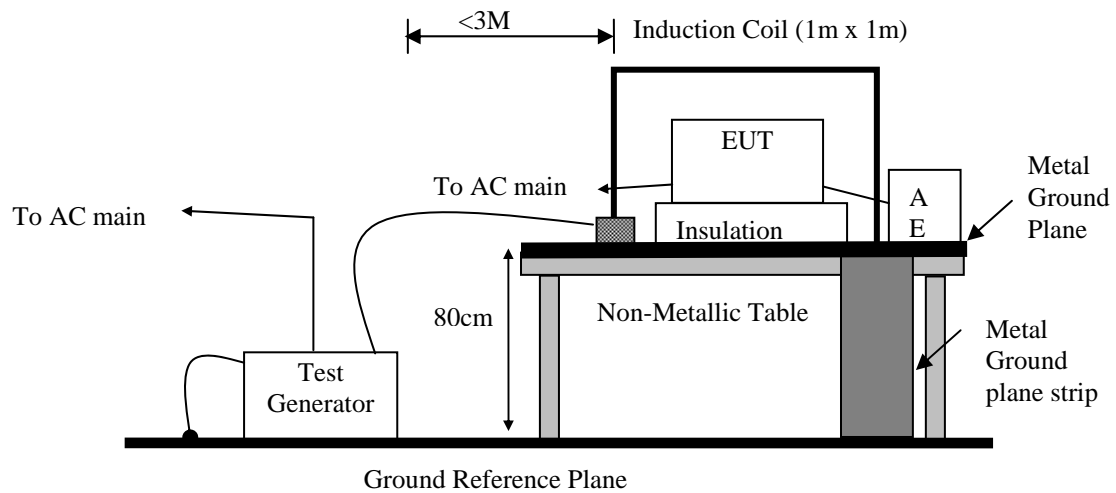 <3M
Induction Coil (1m x 1m)
EUT
Metal
Ground
Plane
To AC main
To AC main
A
E
Insulation
80cm
Non-Metallic Table
Metal
Ground
plane strip
Test
Generator
Ground Reference Plane